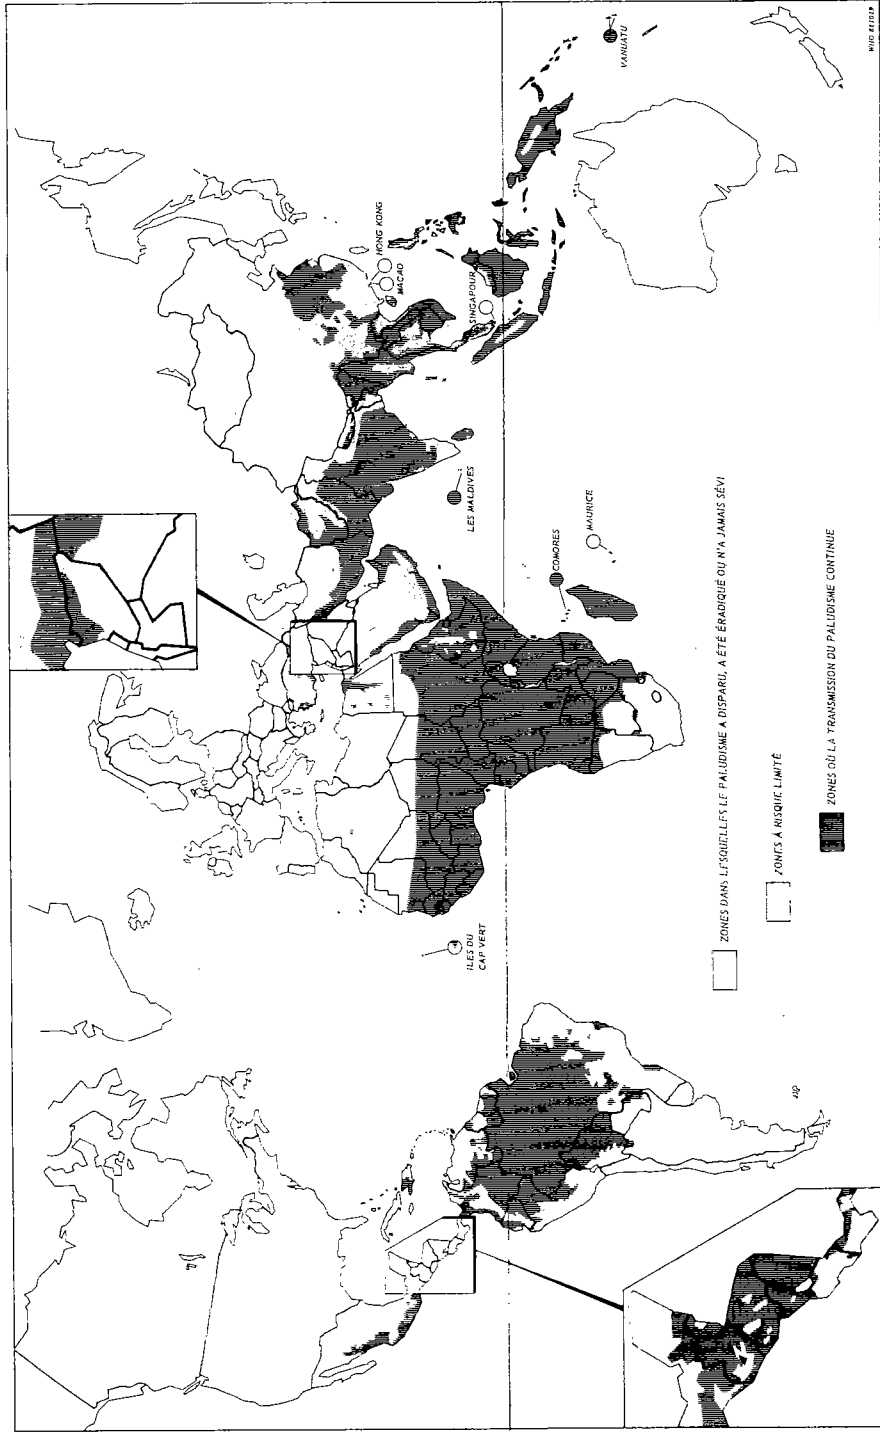 HONG KONG
MACAO
SINGAPOUR
VANUATU
LES MALDIVES
COMORES
MAURICE
ILES DU
CAP VERT
ZONES DANS LESQUELLES LE PALUDISME A DISPARU, A ÉTÉ ÉRADIQUÉ OU N'A JAMAIS SÉVI
ZONES À RISQUE LIMITÉ
ZONES OÙ LA TRANSMISSION DU PALUDISME CONTINUE